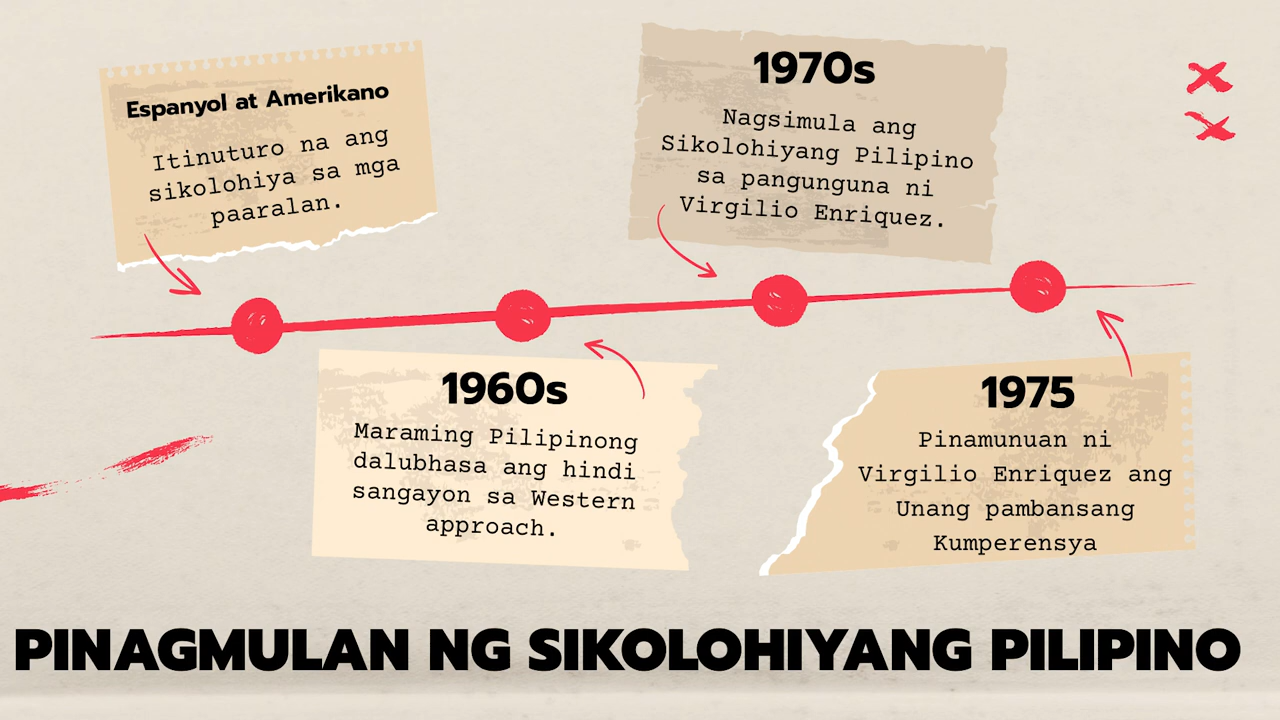 Espanyol at Amerikano
Itinuturo na ang
sikolohiya sa mga
paaralan.
1960s
Maraming Pilipinong
dalubhasa ang hindi
sangayon sa Western
approach.
1970s
Nagsimula ang
Sikolohiyang Pilipino
sa pangunguna ni
Virgilio Enriquez.
1975
Pinamunuan ni
Virgilio Enriquez ang
Unang pambansang
Kumperensya
PINAGMULAN NG SIKOLOHIYANG PILIPINO